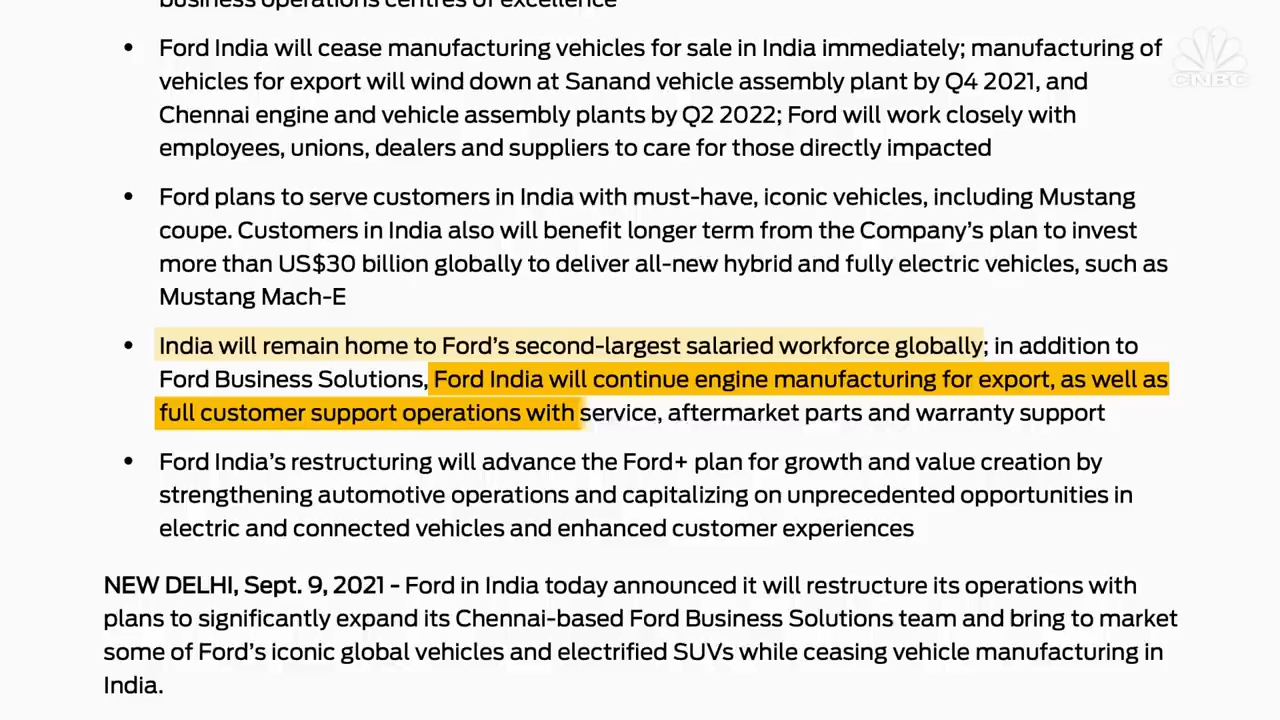 business operations centres of excellence
• Ford India will cease manufacturing vehicles for sale in India immediately; manufacturing of
vehicles for export will wind down at Sanand vehicle assembly plant by Q4 2021, and
Chennai engine and vehicle assembly plants by Q2 2022; Ford will work closely with
employees, unions, dealers and suppliers to care for those directly impacted
• Ford plans to serve customers in India with must-have, iconic vehicles, including Mustang
coupe. Customers in India also will benefit longer term from the Company’s plan to invest
more than US$30 billion globally to deliver all-new hybrid and fully electric vehicles, such as
Mustang Mach-E
• India will remain home to Ford’s second-largest salaried workforce globally; in addition to
Ford Business Solutions, Ford India will continue engine manufacturing for export, as well as
full customer support operations with service, aftermarket parts and warranty support
• Ford India’s restructuring will advance the Ford+ plan for growth and value creation by
strengthening automotive operations and capitalizing on unprecedented opportunities in
electric and connected vehicles and enhanced customer experiences
NEW DELHI, Sept. 9, 2021 - Ford in India today announced it will restructure its operations with
plans to significantly expand its Chennai-based Ford Business Solutions team and bring to market
some of Ford’s iconic global vehicles and electrified SUVs while ceasing vehicle manufacturing in
India.
CNBC